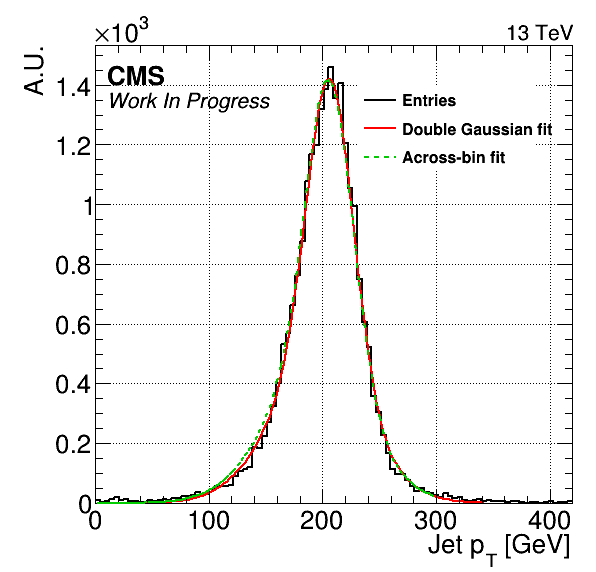 ×10³
13 TeV
A.U.
CMS
Work In Progress
Entries
Double Gaussian fit
Across-bin fit
1.4
1.2
1
0.8
0.6
0.4
0.2
0
0 100 200 300 400
Jet p_T [GeV]